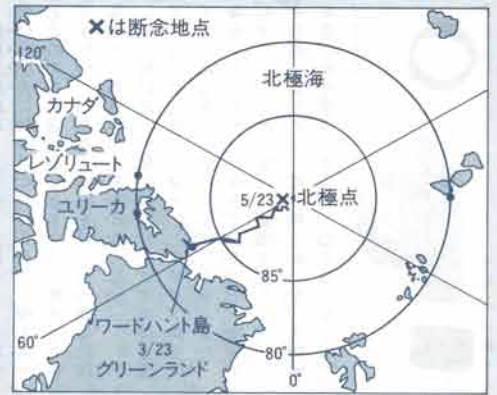 ×は断念地点
120°
W
北極海
カナダ
レゾリュート
ユリーカ
5/23
北極点
85°
ワードハント島
3/23
グリーンランド
60°
80°
0°